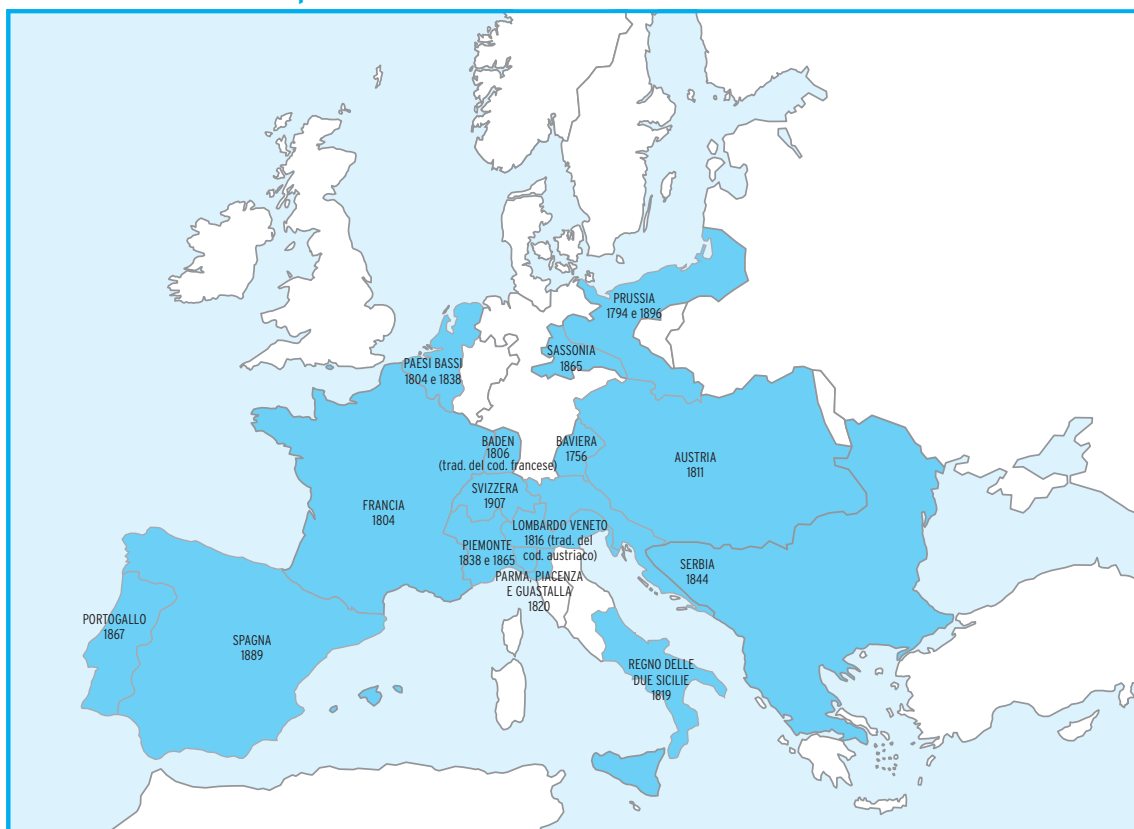 PRUSSIA
1794 e 1896
SASSONIA
1865
PAESI BASSI
1804 e 1838
BADEN
1806
(trad. del cod. francese)
BAVIERA
1756
AUSTRIA
1811
SVIZZERA
1907
FRANCIA
1804
LOMBARDO VENETO
1816 (trad. del
cod. austriaco)
PIEMONTE
1838 e 1865
SERBIA
1844
PARMA, PIACENZA
E GUASTALLA
1820
PORTOGALLO
1867
SPAGNA
1889
REGNO DELLE
DUE SICILIE
1819